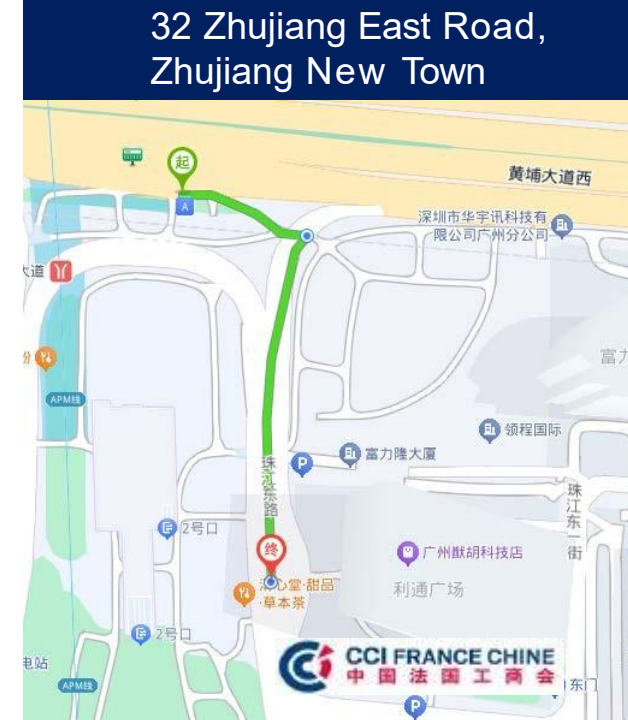 32 Zhujiang East Road,
Zhujiang New Town
起
黄埔大道西
A
深圳市华宇讯科技有
限公司广州分公司
大道
富力
APM线
领程国际
富力隆大厦
P
珠江东路
珠江东一街
2号口
终
广州猷胡科技店
清心堂·甜品
·草本茶
利通广场
2号口
CCI FRANCE CHINE
中国法国工商会
电站
APM线
东门
P